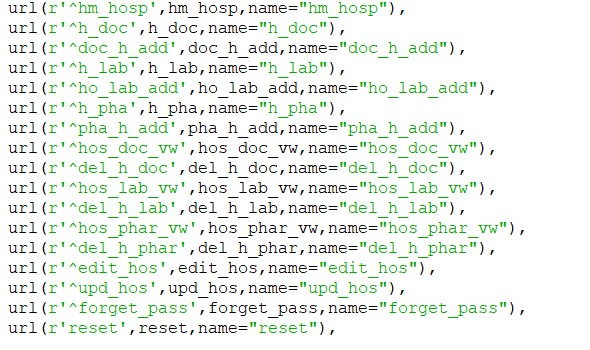 url(r'^hm_hosp',hm_hosp,name="hm_hosp"),
url(r'^h_doc',h_doc,name="h_doc"),
url(r'^doc_h_add',doc_h_add,name="doc_h_add"),
url(r'^h_lab',h_lab,name="h_lab"),
url(r'^ho_lab_add',ho_lab_add,name="ho_lab_add"),
url(r'^h_pha',h_pha,name="h_pha"),
url(r'^pha_h_add',pha_h_add,name="pha_h_add"),
url(r'^hos_doc_vw',hos_doc_vw,name="hos_doc_vw"),
url(r'^del_h_doc',del_h_doc,name="del_h_doc"),
url(r'^hos_lab_vw',hos_lab_vw,name="hos_lab_vw"),
url(r'^del_h_lab',del_h_lab,name="del_h_lab"),
url(r'^hos_phar_vw',hos_phar_vw,name="hos_phar_vw"),
url(r'^del_h_phar',del_h_phar,name="del_h_phar"),
url(r'^edit_hos',edit_hos,name="edit_hos"),
url(r'^upd_hos',upd_hos,name="upd_hos"),
url(r'^forget_pass',forget_pass,name="forget_pass"),
url(r'reset',reset,name="reset"),